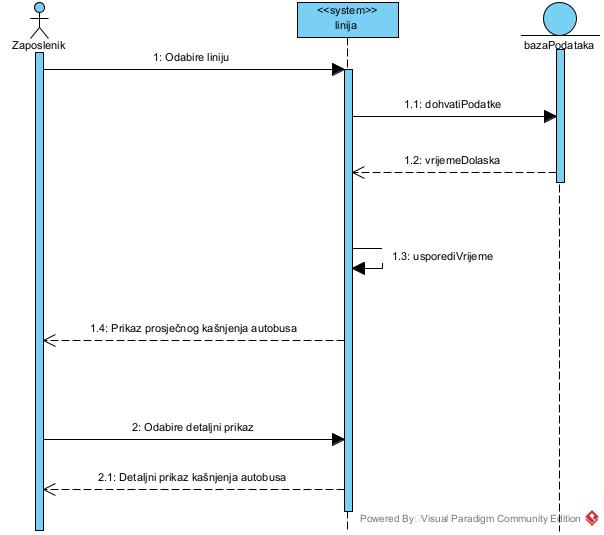 <<system>>
linija
Zaposlenik
bazaPodataka
1: Odabire liniju
1.1: dohvatiPodatke
1.2: vrijemeDolaska
1.3: usporediVrijeme
1.4: Prikaz prosječnog kašnjenja autobusa
2: Odabire detaljni prikaz
2.1: Detaljni prikaz kašnjenja autobusa
Powered By Visual Paradigm Community Edition